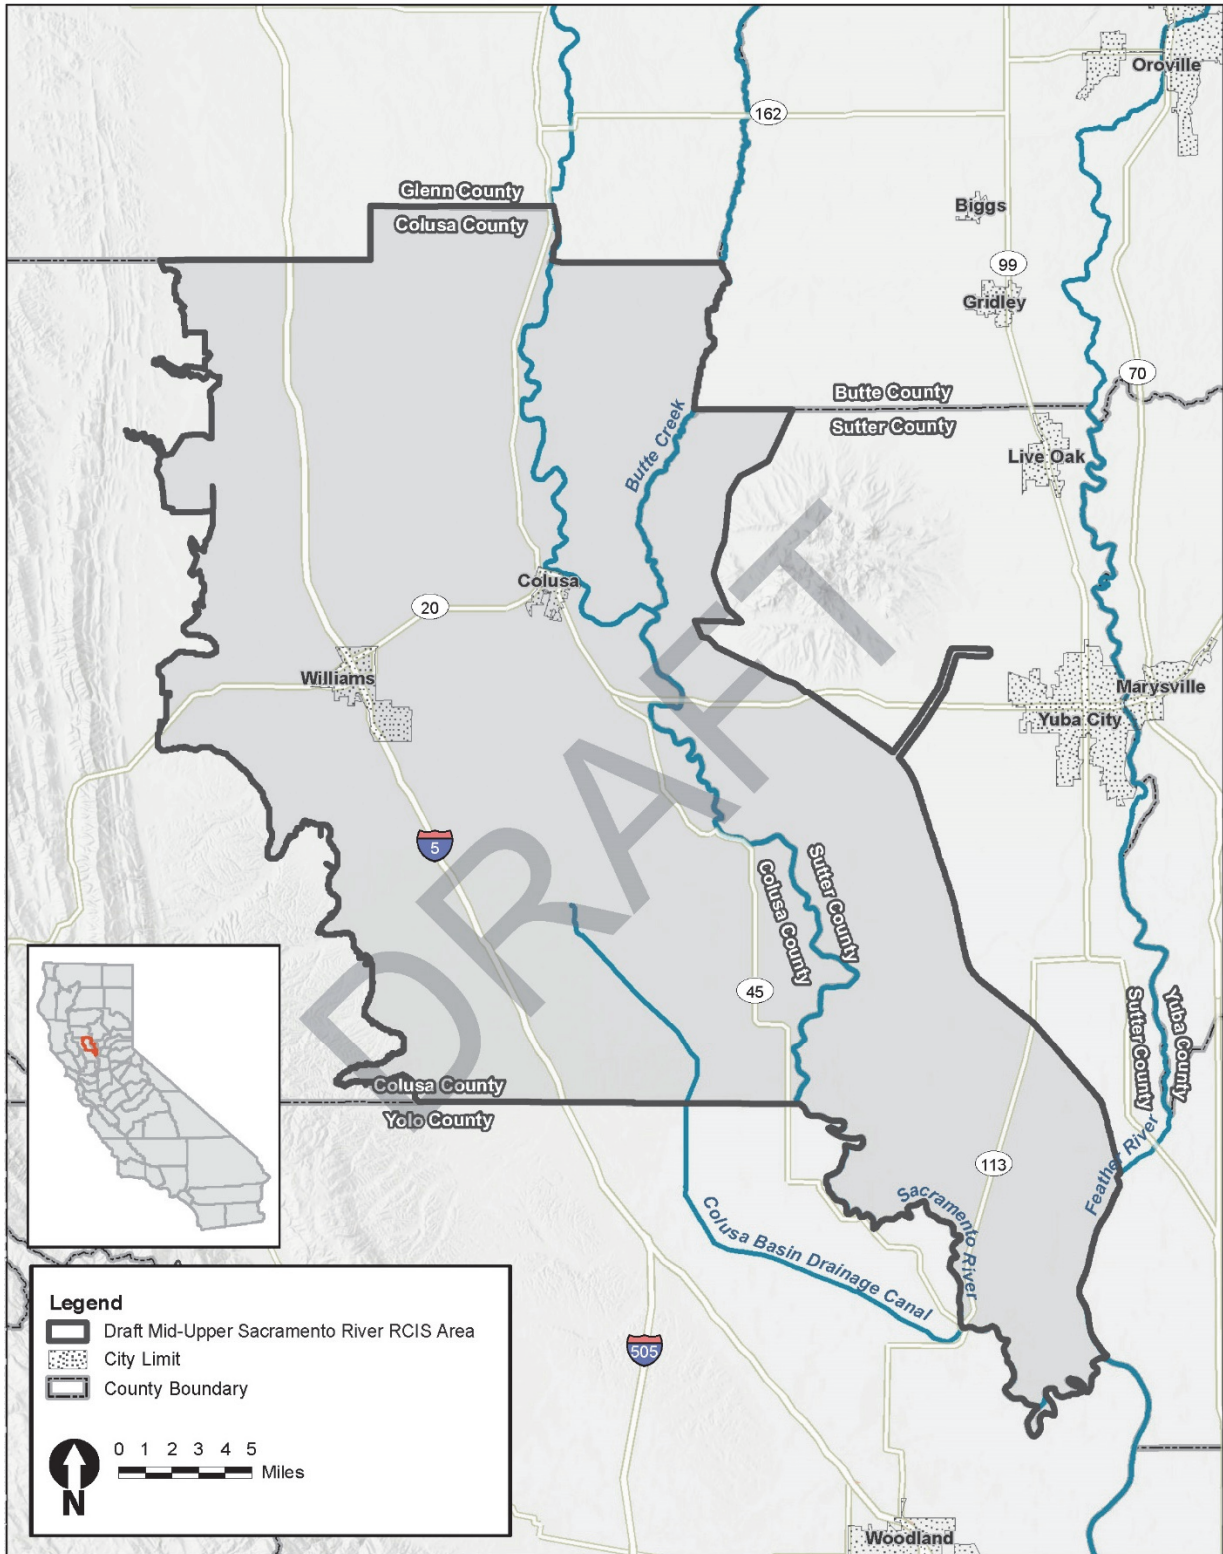 Oroville
162
Glenn County
Colusa County
Biggs
99
Gridley
70
Butte County
Sutter County
Butte Creek
Live Oak
Colusa
20
Williams
Marysville
Yuba City
5
DRAFT
Sutter County
Colusa County
45
Yuba County
Sutter County
Colusa County
Yolo County
Feather River
113
Sacramento River
Colusa Basin Drainage Canal
505
Woodland
Legend
Draft Mid-Upper Sacramento River RCIS Area
City Limit
County Boundary
0 1 2 3 4 5
Miles
N